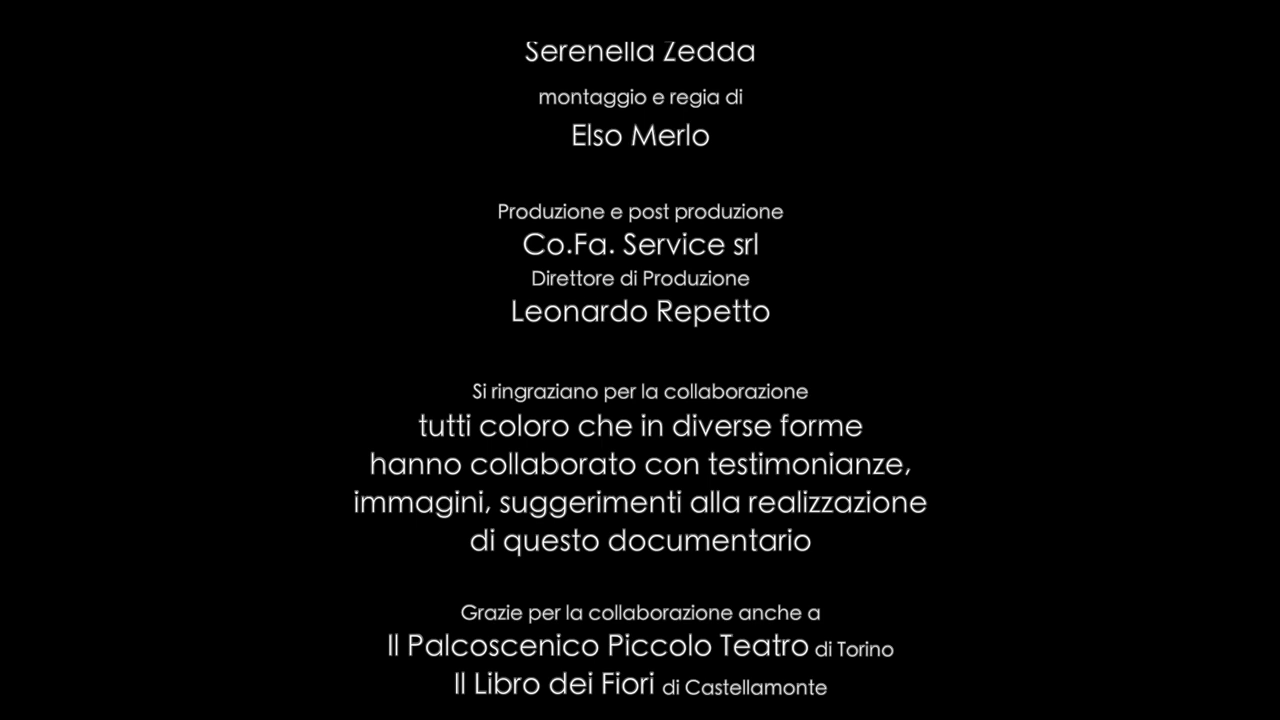 Serenella Zedda
montaggio e regia di
Elso Merlo
Produzione e post produzione
Co.Fa. Service srl
Direttore di Produzione
Leonardo Repetto
Si ringraziano per la collaborazione
tutti coloro che in diverse forme
hanno collaborato con testimonianze,
immagini, suggerimenti alla realizzazione
di questo documentario
Grazie per la collaborazione anche a
Il Palcoscenico Piccolo Teatro di Torino
Il Libro dei Fiori di Castellamonte